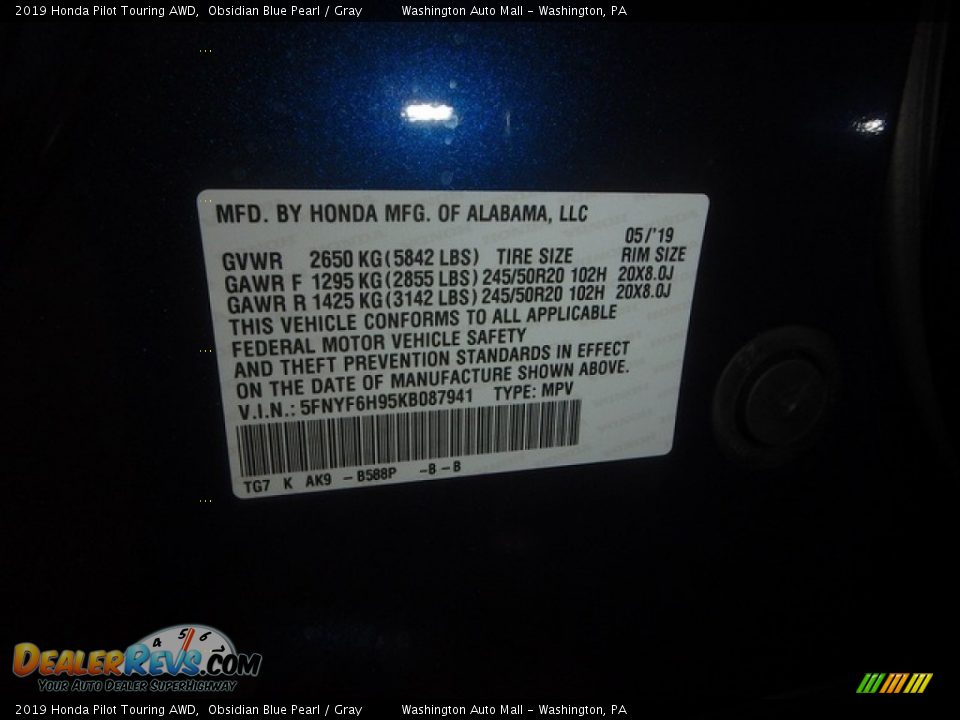 2019 Honda Pilot Touring AWD,  Obsidian Blue Pearl / Gray  Washington Auto Mall - Washington, PA
MFD. BY HONDA MFG. OF ALABAMA, LLC
05/'19
GVWR 2650 KG(5842 LBS) TIRE SIZE RIM SIZE
GAWR F 1295 KG(2855 LBS) 245/50R20 102H 20X8.0J
GAWR R 1425 KG(3142 LBS) 245/50R20 102H 20X8.0J
THIS VEHICLE CONFORMS TO ALL APPLICABLE
FEDERAL MOTOR VEHICLE SAFETY
AND THEFT PREVENTION STANDARDS IN EFFECT
ON THE DATE OF MANUFACTURE SHOWN ABOVE.
V.I.N.: 5FNYF6H95KB087941 TYPE: MPV
TG7 K AK9 - B588P -B - B
4 5 6
DEALERREVS.COM
YOUR AUTO DEALER SUPERHIGHWAY
2019 Honda Pilot Touring AWD,  Obsidian Blue Pearl / Gray  Washington Auto Mall - Washington, PA